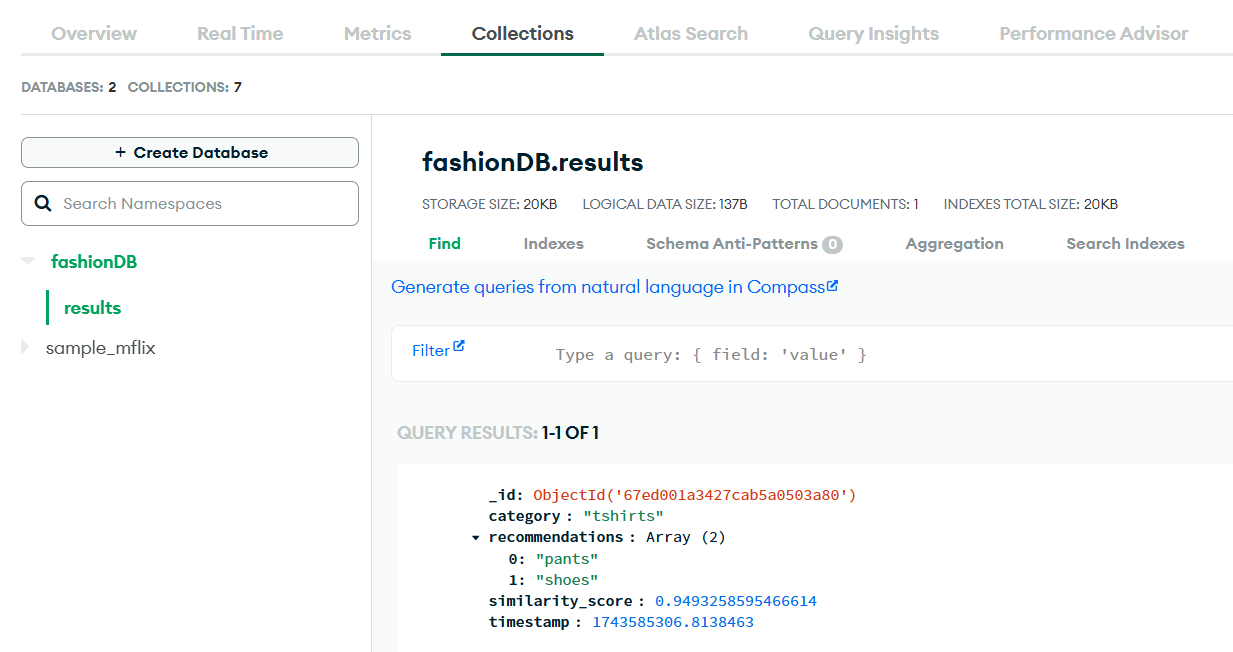 Overview Real Time Metrics Collections Atlas Search Query Insights Performance Advisor
DATABASES: 2 COLLECTIONS: 7
+ Create Database
Search Namespaces
fashionDB
results
sample_mflix
fashionDB.results
STORAGE SIZE: 20KB LOGICAL DATA SIZE: 137B TOTAL DOCUMENTS: 1 INDEXES TOTAL SIZE: 20KB
Find Indexes Schema Anti-Patterns 0 Aggregation Search Indexes
Generate queries from natural language in Compass
Filter Type a query: { field: 'value' }
QUERY RESULTS: 1-1 OF 1
_id: ObjectId('67ed001a3427cab5a0503a80')
category : "tshirts"
recommendations : Array (2)
0: "pants"
1: "shoes"
similarity_score : 0.9493258595466614
timestamp : 1743585306.8138463